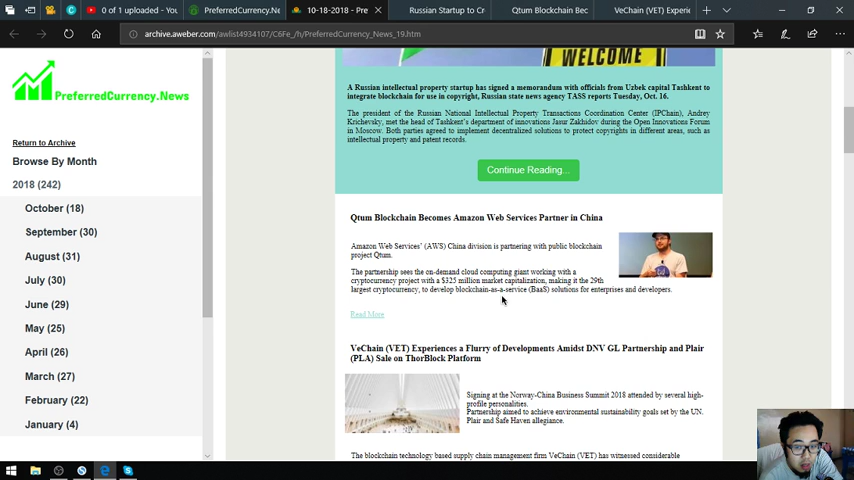 0 of 1 uploaded - You
PreferredCurrency.Ne
10-18-2018 - Pre
Russian Startup to Cr
Qtum Blockchain Bec
VeChain (VET) Experie
archive.aweber.com/awlist4934107/C6Fe_/h/PreferredCurrency_News_19.htm
WELCOME
PreferredCurrency.News
Return to Archive
Browse By Month
2018 (242)
October (18)
September (30)
August (31)
July (30)
June (29)
May (25)
April (26)
March (27)
February (22)
January (4)
A Russian intellectual property startup has signed a memorandum with officials from Uzbek capital Tashkent to
integrate blockchain for use in copyright, Russian state news agency TASS reports Tuesday, Oct. 16.
The president of the Russian National Intellectual Property Transactions Coordination Center (IPChain), Andrey
Krichevsky, met the head of Tashkent's department of innovations Jasur Zakhidov during the Open Innovations Forum
in Moscow. Both parties agreed to implement decentralized solutions to protect copyrights in different areas, such as
intellectual property and patent records.
Continue Reading...
Qtum Blockchain Becomes Amazon Web Services Partner in China
Amazon Web Services' (AWS) China division is partnering with public blockchain
project Qtum.
The partnership sees the on-demand cloud computing giant working with a
cryptocurrency project with a $325 million market capitalization, making it the 29th
largest cryptocurrency, to develop blockchain-as-a-service (BaaS) solutions for enterprises and developers.
Read More
VeChain (VET) Experiences a Flurry of Developments Amidst DNV GL Partnership and Plair
(PLA) Sale on ThorBlock Platform
Signing at the Norway-China Business Summit 2018 attended by several high-
profile personalities.
Partnership aimed to achieve environmental sustainability goals set by the UN.
Plair and Safe Haven allegiance.
The blockchain technology based supply chain management firm VeChain (VET) has witnessed considerable